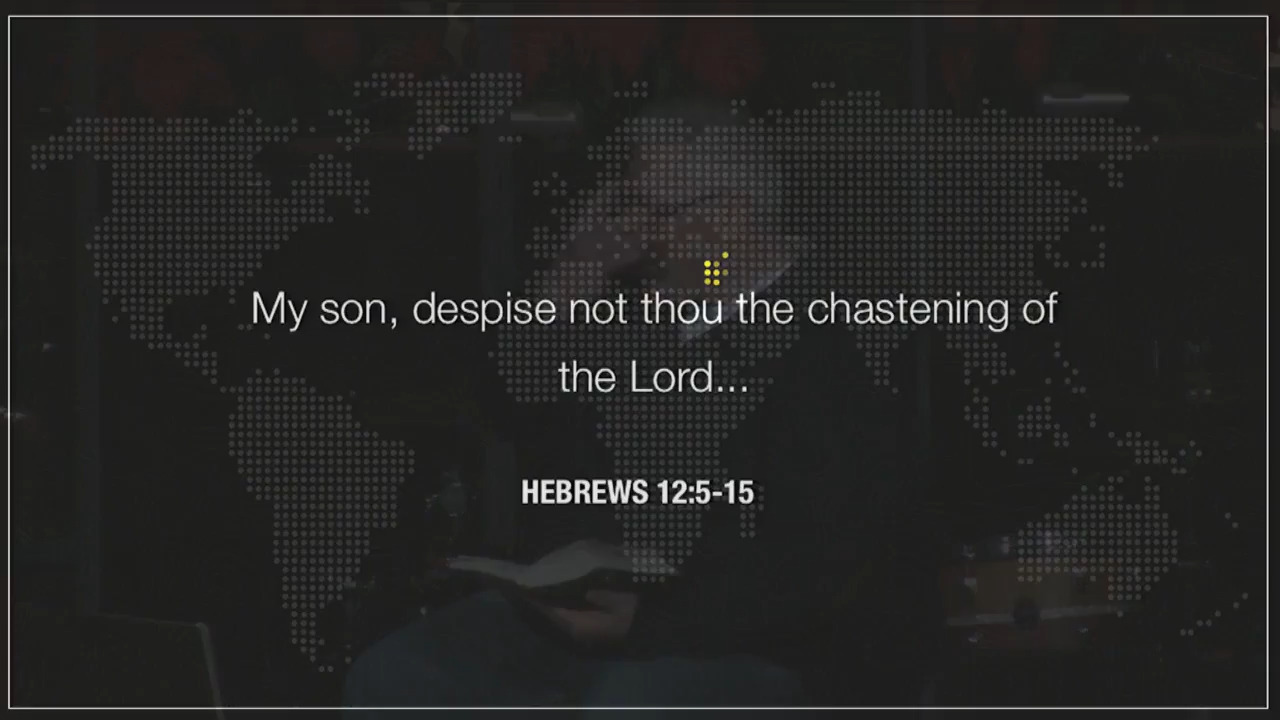 My son, despise not thou the chastening of
the Lord...
HEBREWS 12:5-15